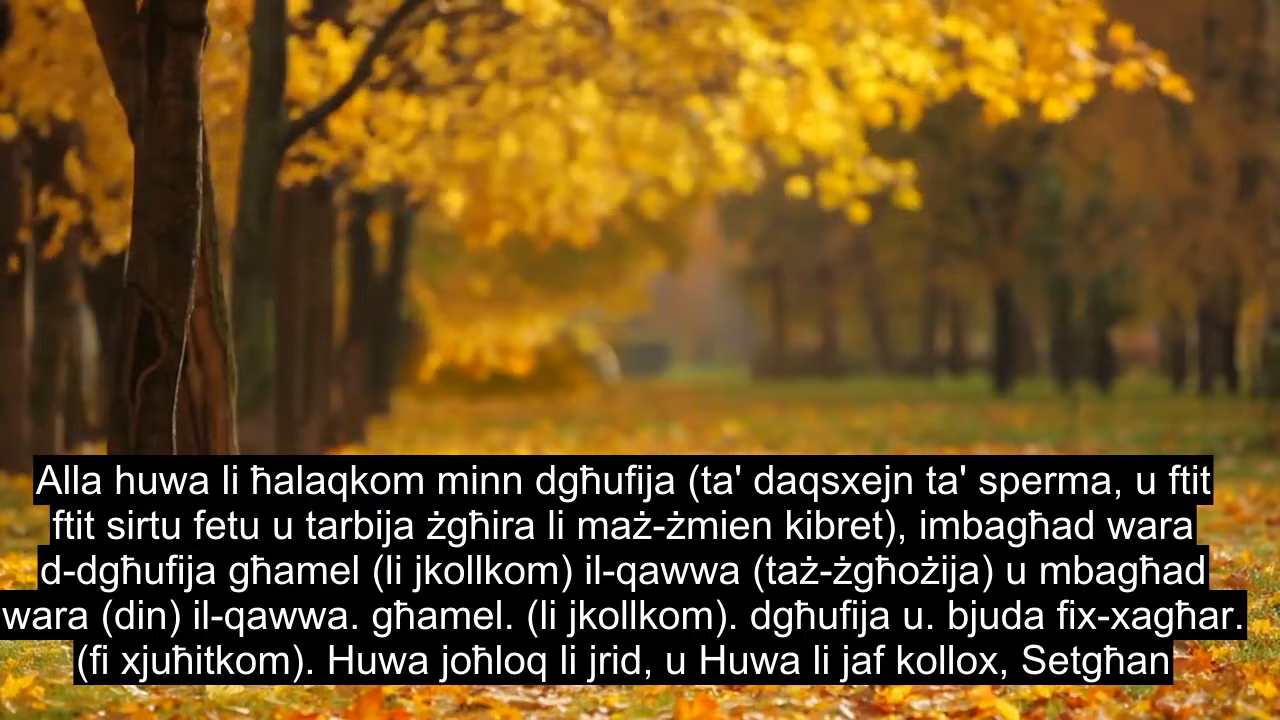 Alla huwa li ħalaqkom minn dgħufija (ta' daqsxejn ta' sperma, u ftit
ftit sirtu fetu u tarbija żgħira li maż-żmien kibret), imbagħad wara
d-dgħufija għamel (li jkollkom) il-qawwa (taż-żgħożija) u mbagħad
wara (din) il-qawwa. għamel. (li jkollkom). dgħufija u. bjuda fix-xagħar.
(fi xjuħitkom). Huwa joħloq li jrid, u Huwa li jaf kollox, Setgħan